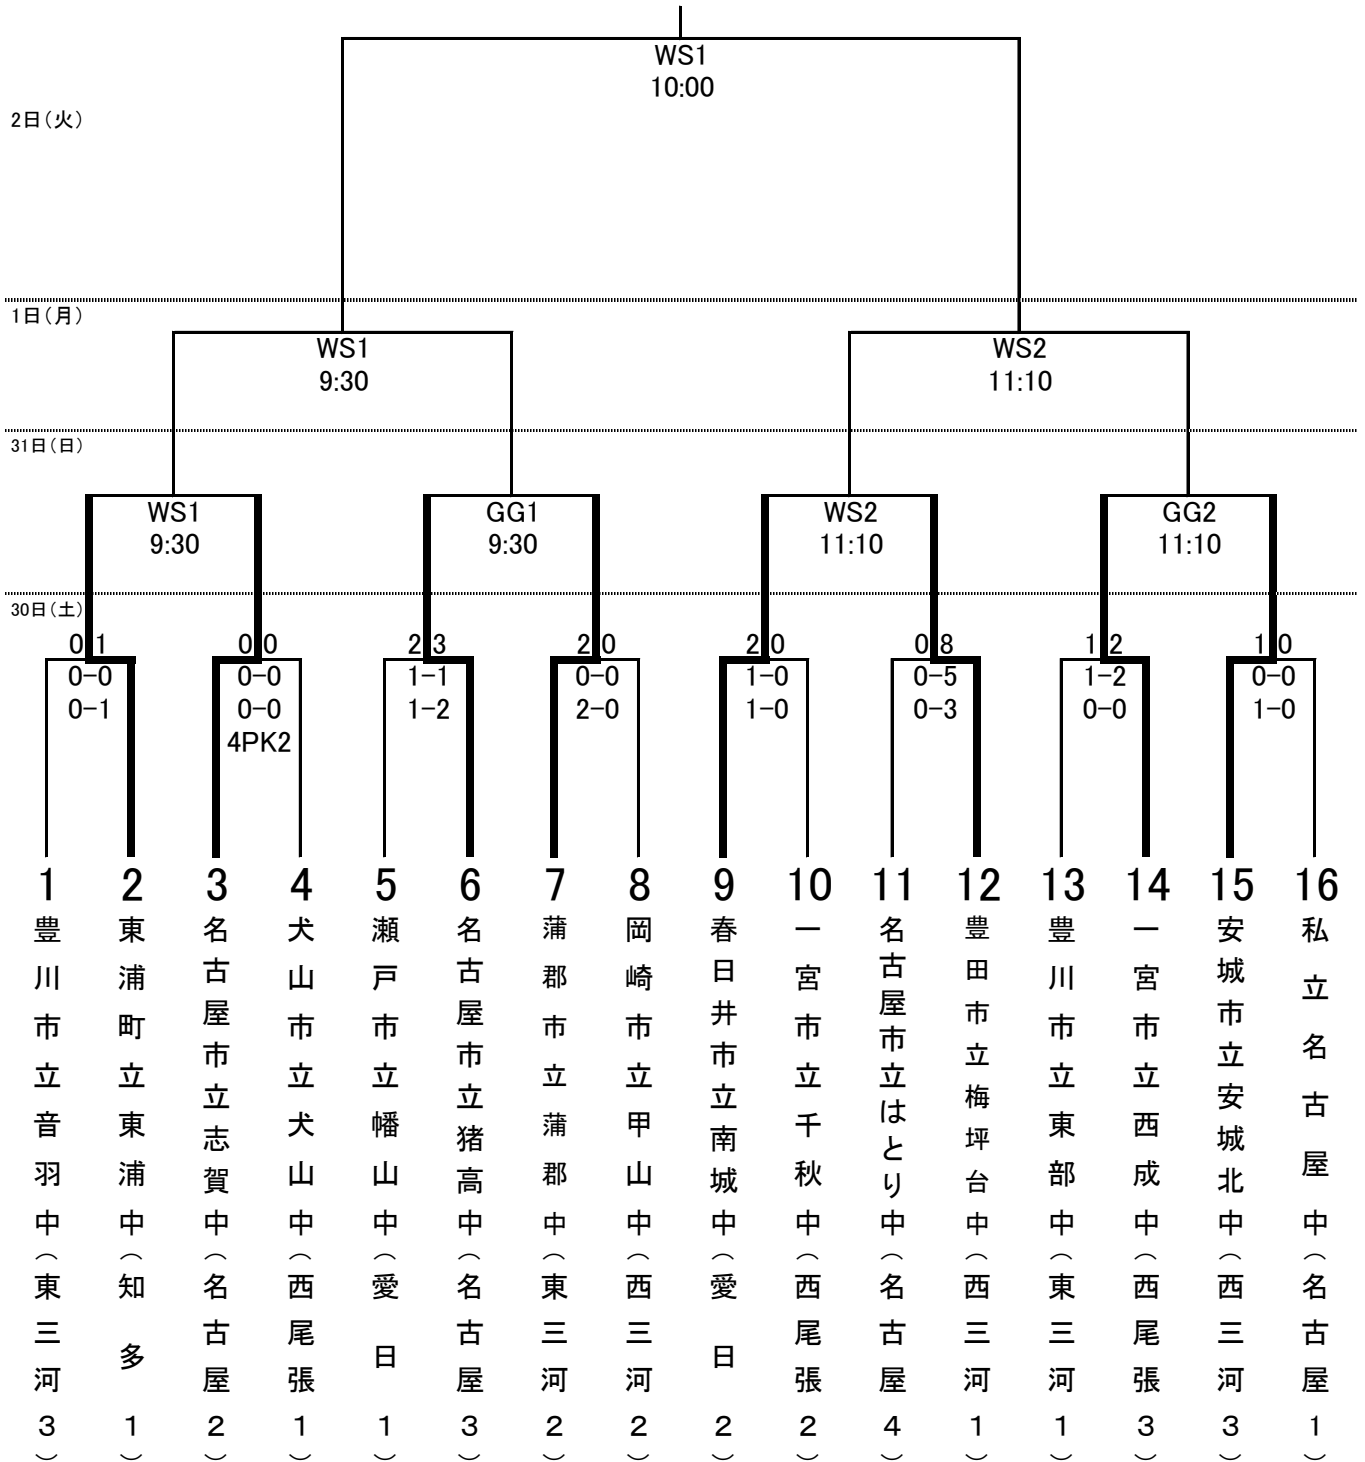 WS1
10:00
2日(火)
1日(月)
WS1
9:30
WS2
11:10
31日(日)
WS1
9:30
GG1
9:30
WS2
11:10
GG2
11:10
30日(土)
0 1
0-0
0-1
0 0
0-0
0-0
4PK2
2 3
1-1
1-2
2 0
0-0
2-0
2 0
1-0
1-0
0 8
0-5
0-3
1 2
1-2
0-0
1 0
0-0
1-0
1
豊川市立音羽中(東三河3)
2
東浦町立東浦中(知多1)
3
名古屋市立志賀中(名古屋2)
4
犬山市立犬山中(西尾張1)
5
瀬戸市立幡山中(愛日1)
6
名古屋市立猪高中(名古屋3)
7
蒲郡市立蒲郡中(東三河2)
8
岡崎市立甲山中(西三河2)
9
春日井市立南城中(愛日2)
10
一宮市立千秋中(西尾張2)
11
名古屋市立はとり中(名古屋4)
12
豊田市立梅坪台中(西三河1)
13
豊川市立東部中(東三河1)
14
一宮市立西成中(西尾張3)
15
安城市立安城北中(西三河3)
16
私立名古屋中(名古屋1)